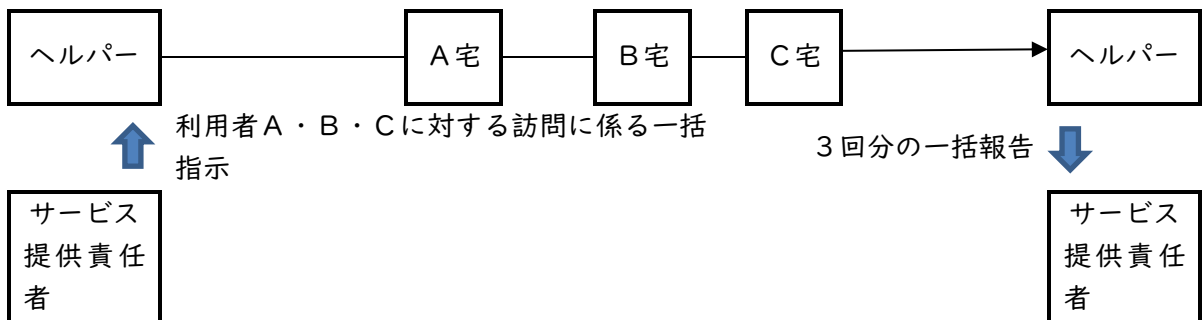 ヘルパー
A宅
B宅
C宅
ヘルパー
利用者A・B・Cに対する訪問に係る一括
指示
3回分の一括報告
サービス
提供責任
者
サービス
提供責任
者